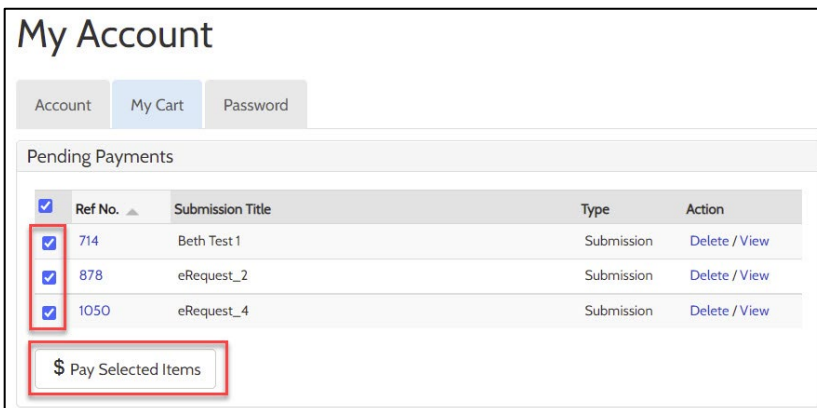 My Account
Account My Cart Password
Pending Payments
Ref No. Submission Title Type Action
714 Beth Test 1 Submission Delete / View
878 eRequest_2 Submission Delete / View
1050 eRequest_4 Submission Delete / View
$ Pay Selected Items